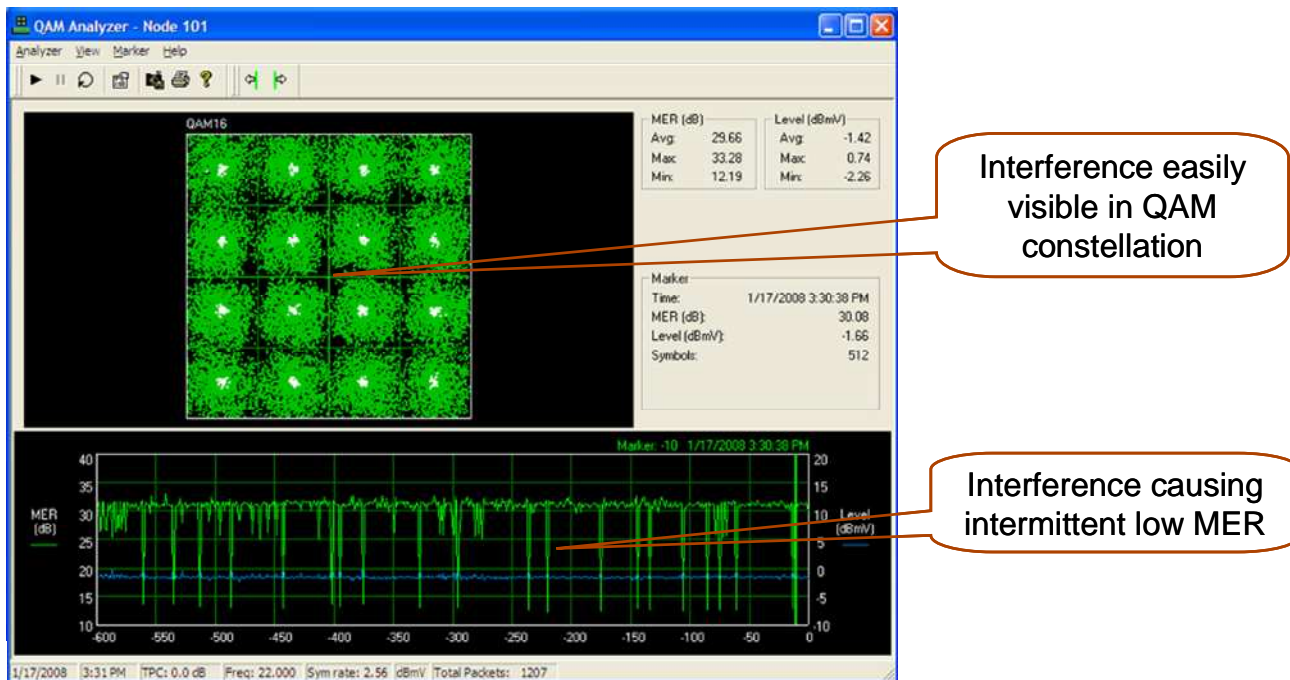 QAM Analyzer - Node 101
Analyzer View Marker Help
QAM16
MER (dB)
Avg: 29.66
Max: 33.28
Min: 12.19
Level (dBmV)
Avg: -1.42
Max: 0.74
Min: -2.26
Interference easily
visible in QAM
constellation
Marker
Time: 1/17/2008 3:30:38 PM
MER (dB): 30.08
Level (dBmV): -1.66
Symbols: 512
Marker: -10 1/17/2008 3:30:38 PM
MER
(dB)
40
35
30
25
20
15
10
20
15
10
5
0
-5
-10
Level
(dBmV)
-600 -550 -500 -450 -400 -350 -300 -250 -200 -150 -100 -50 0
Interference causing
intermittent low MER
1/17/2008 3:31 PM TPC: 0.0 dB Freq: 22.000 Sym rate: 2.56 dBmV Total Packets: 1207